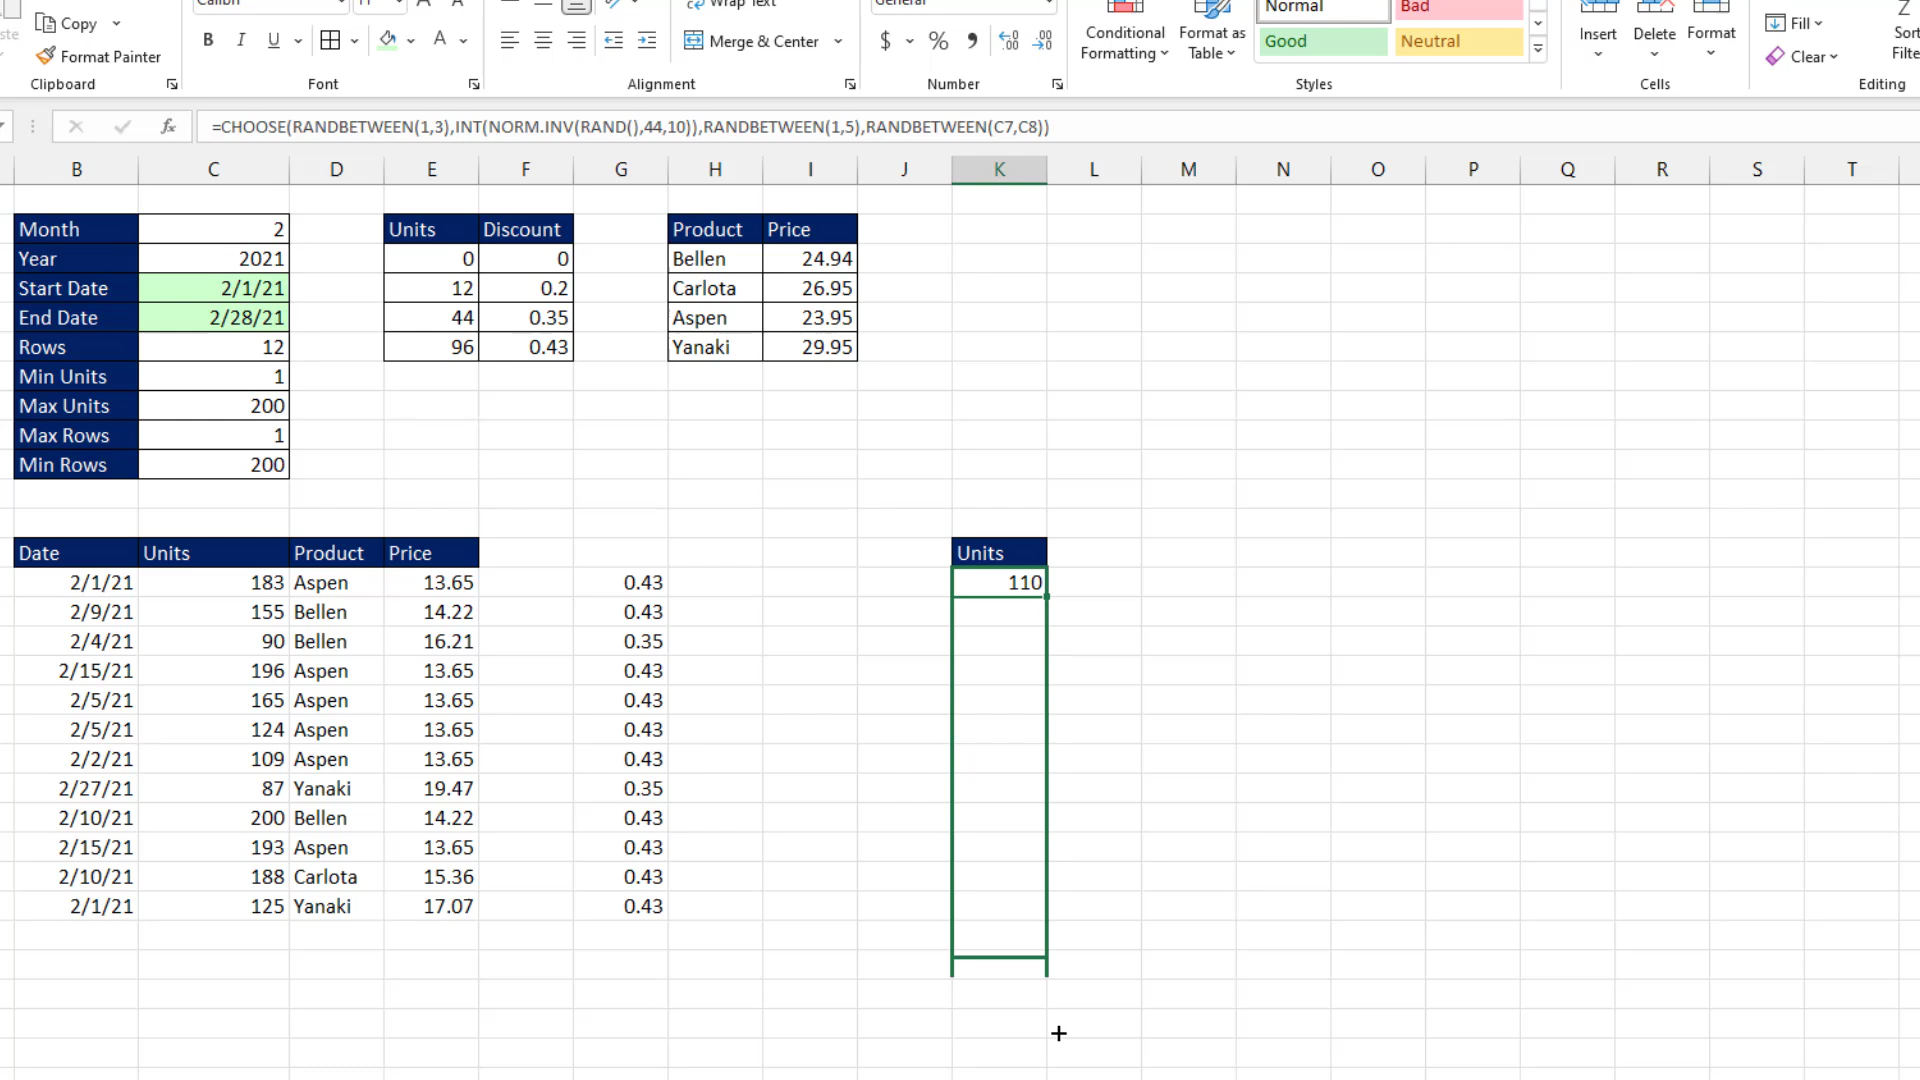 Calibri
11
A
A
Wrap Text
General
Normal
Bad
Copy
Format Painter
B I U
A
Merge & Center
$ % 9
Conditional Formatting
Format as Table
Good
Neutral
Insert
Delete
Format
Fill
Clear
Clipboard
Font
Alignment
Number
Styles
Cells
Editing
fx
=CHOOSE(RANDBETWEEN(1,3),INT(NORM.INV(RAND(),44,10)),RANDBETWEEN(1,5),RANDBETWEEN(C7,C8))
B C D E F G H I J K L M N O P Q R S T
Month 2 Units Discount Product Price
Year 2021 0 0 Bellen 24.94
Start Date 2/1/21 12 0.2 Carlota 26.95
End Date 2/28/21 44 0.35 Aspen 23.95
Rows 12 96 0.43 Yanaki 29.95
Min Units 1
Max Units 200
Max Rows 1
Min Rows 200
Date Units Product Price Units
2/1/21 183 Aspen 13.65 0.43 110
2/9/21 155 Bellen 14.22 0.43
2/4/21 90 Bellen 16.21 0.35
2/15/21 196 Aspen 13.65 0.43
2/5/21 165 Aspen 13.65 0.43
2/5/21 124 Aspen 13.65 0.43
2/2/21 109 Aspen 13.65 0.43
2/27/21 87 Yanaki 19.47 0.35
2/10/21 200 Bellen 14.22 0.43
2/15/21 193 Aspen 13.65 0.43
2/10/21 188 Carlota 15.36 0.43
2/1/21 125 Yanaki 17.07 0.43